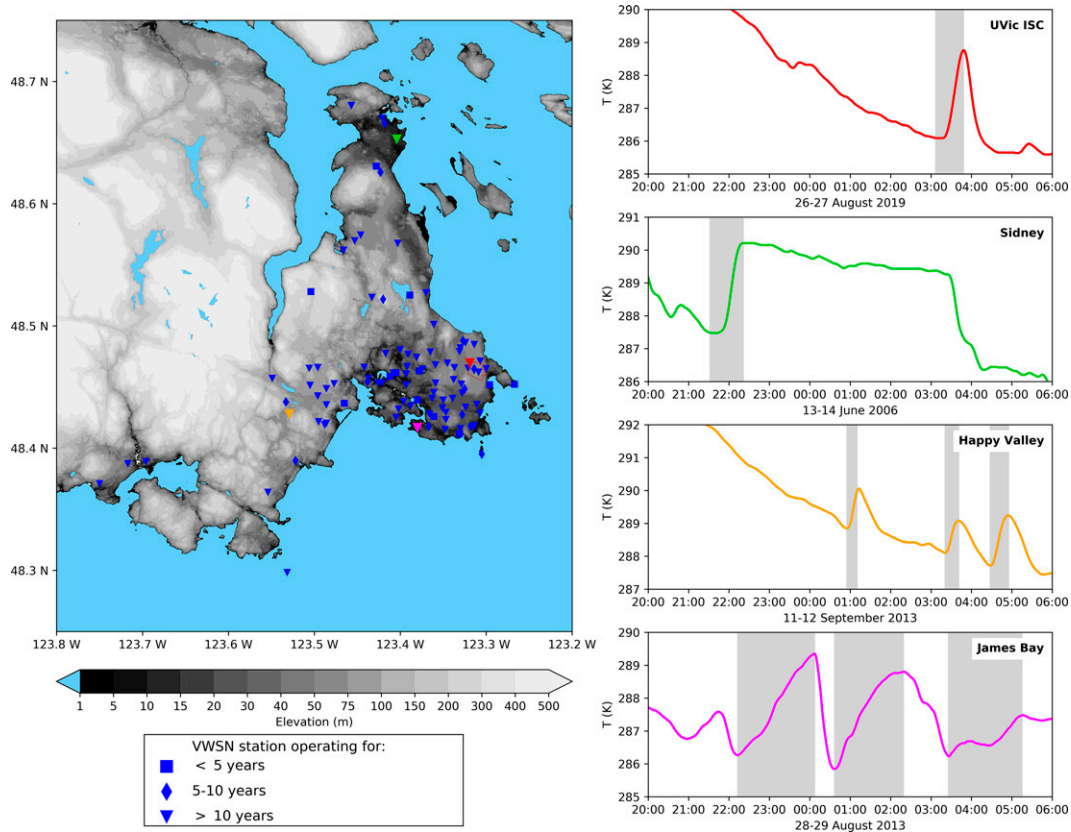 48.7 N
48.6 N
48.5 N
48.4 N
48.3 N
123.8 W 123.7 W 123.6 W 123.5 W 123.4 W 123.3 W 123.2 W
1 5 10 15 20 30 40 50 75 100 150 200 300 400 500
Elevation (m)
VWSN station operating for:
< 5 years
5-10 years
> 10 years
UVic ISC
T (K)
290
289
288
287
286
285
20:00 21:00 22:00 23:00 00:00 01:00 02:00 03:00 04:00 05:00 06:00
26-27 August 2019
Sidney
T (K)
291
290
289
288
287
286
20:00 21:00 22:00 23:00 00:00 01:00 02:00 03:00 04:00 05:00 06:00
13-14 June 2006
Happy Valley
T (K)
292
291
290
289
288
287
20:00 21:00 22:00 23:00 00:00 01:00 02:00 03:00 04:00 05:00 06:00
11-12 September 2013
James Bay
T (K)
290
289
288
287
286
285
20:00 21:00 22:00 23:00 00:00 01:00 02:00 03:00 04:00 05:00 06:00
28-29 August 2013